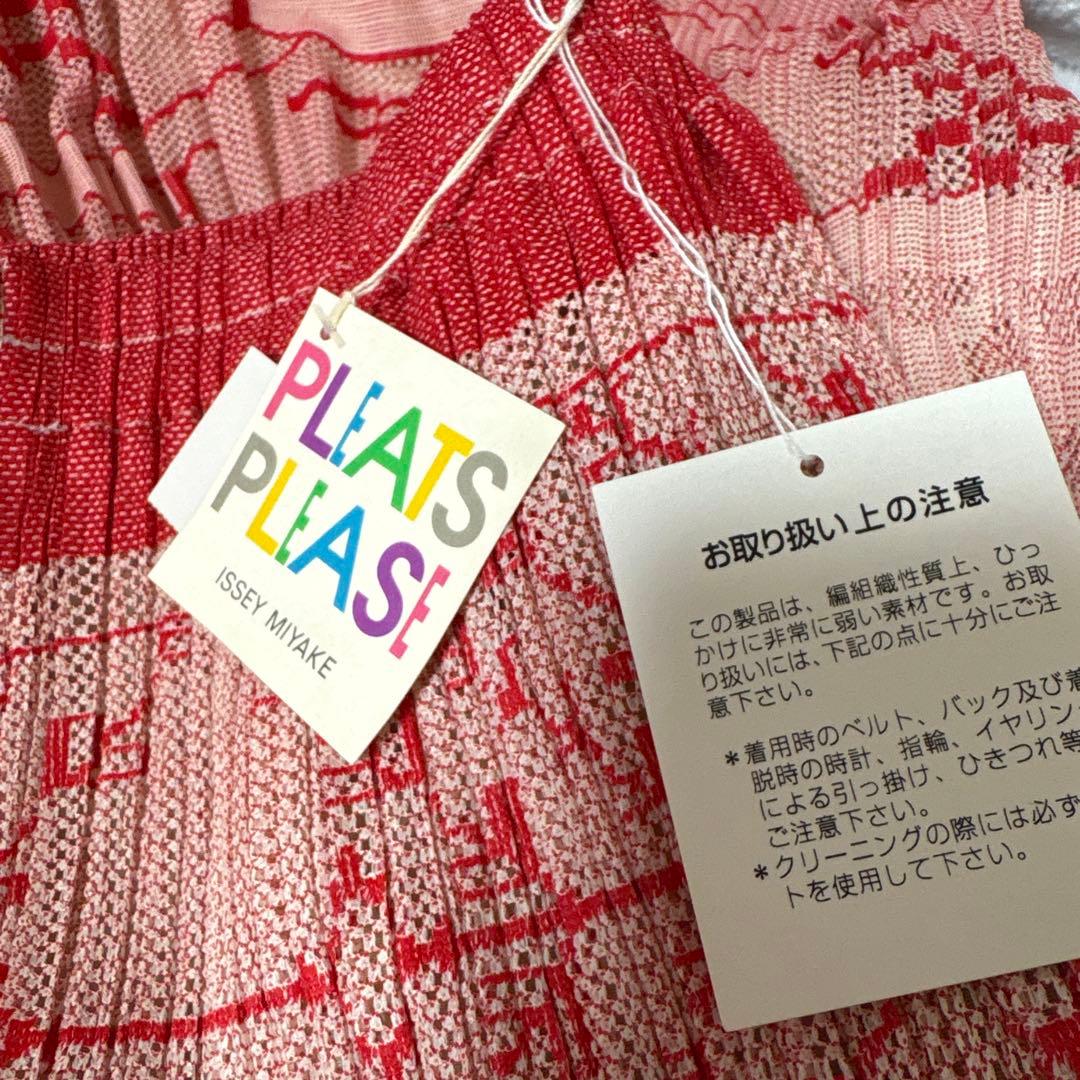 PLEATS
PLEASE
ISSEY MIYAKE
お取り扱い上の注意
この製品は、編組織性質上、ひっ
かけに非常に弱い素材です。お取
り扱いには、下記の点に十分にご注
意下さい。
*着用時のベルト、バック及び着
脱時の時計、指輪、イヤリン
による引っ掛け、ひきつれ等
ご注意下さい。
*クリーニングの際には必ず
トを使用して下さい。